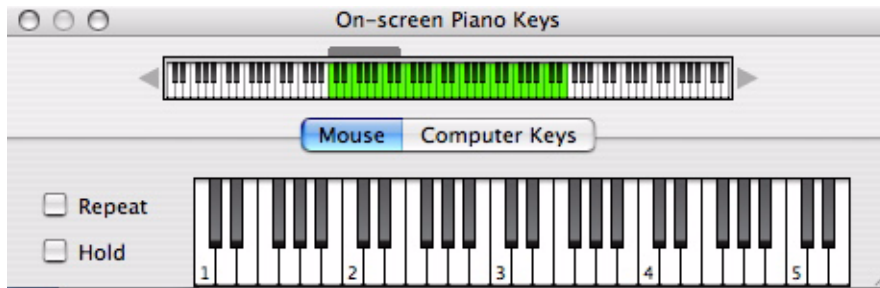 On-screen Piano Keys
Mouse Computer Keys
Repeat
Hold
1 2 3 4 5